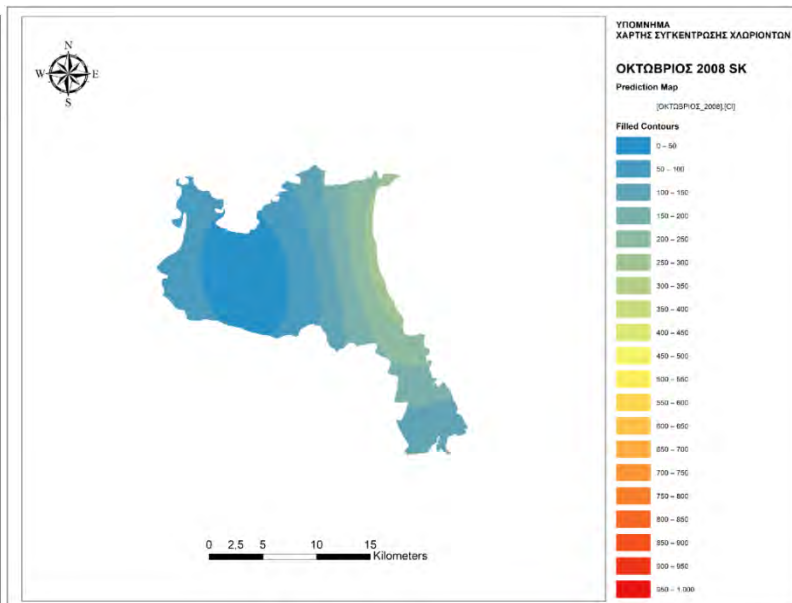 N
W E
S
0 2,5 5 10 15
Kilometers
ΥΠΟΜΝΗΜΑ
ΧΑΡΤΗΣ ΣΥΓΚΕΝΤΡΩΣΗΣ ΧΛΩΡΙΟΝΤΩΝ
ΟΚΤΩΒΡΙΟΣ 2008 SK
Prediction Map
[ΟΚΤΩΒΡΙΟΣ_2008].[Cl]
Filled Contours
0 – 50
50 – 100
100 – 150
150 – 200
200 – 250
250 – 300
300 – 350
350 – 400
400 – 450
450 – 500
500 – 550
550 – 600
600 – 650
650 – 700
700 – 750
750 – 800
800 – 850
850 – 900
900 – 950
950 – 1.000